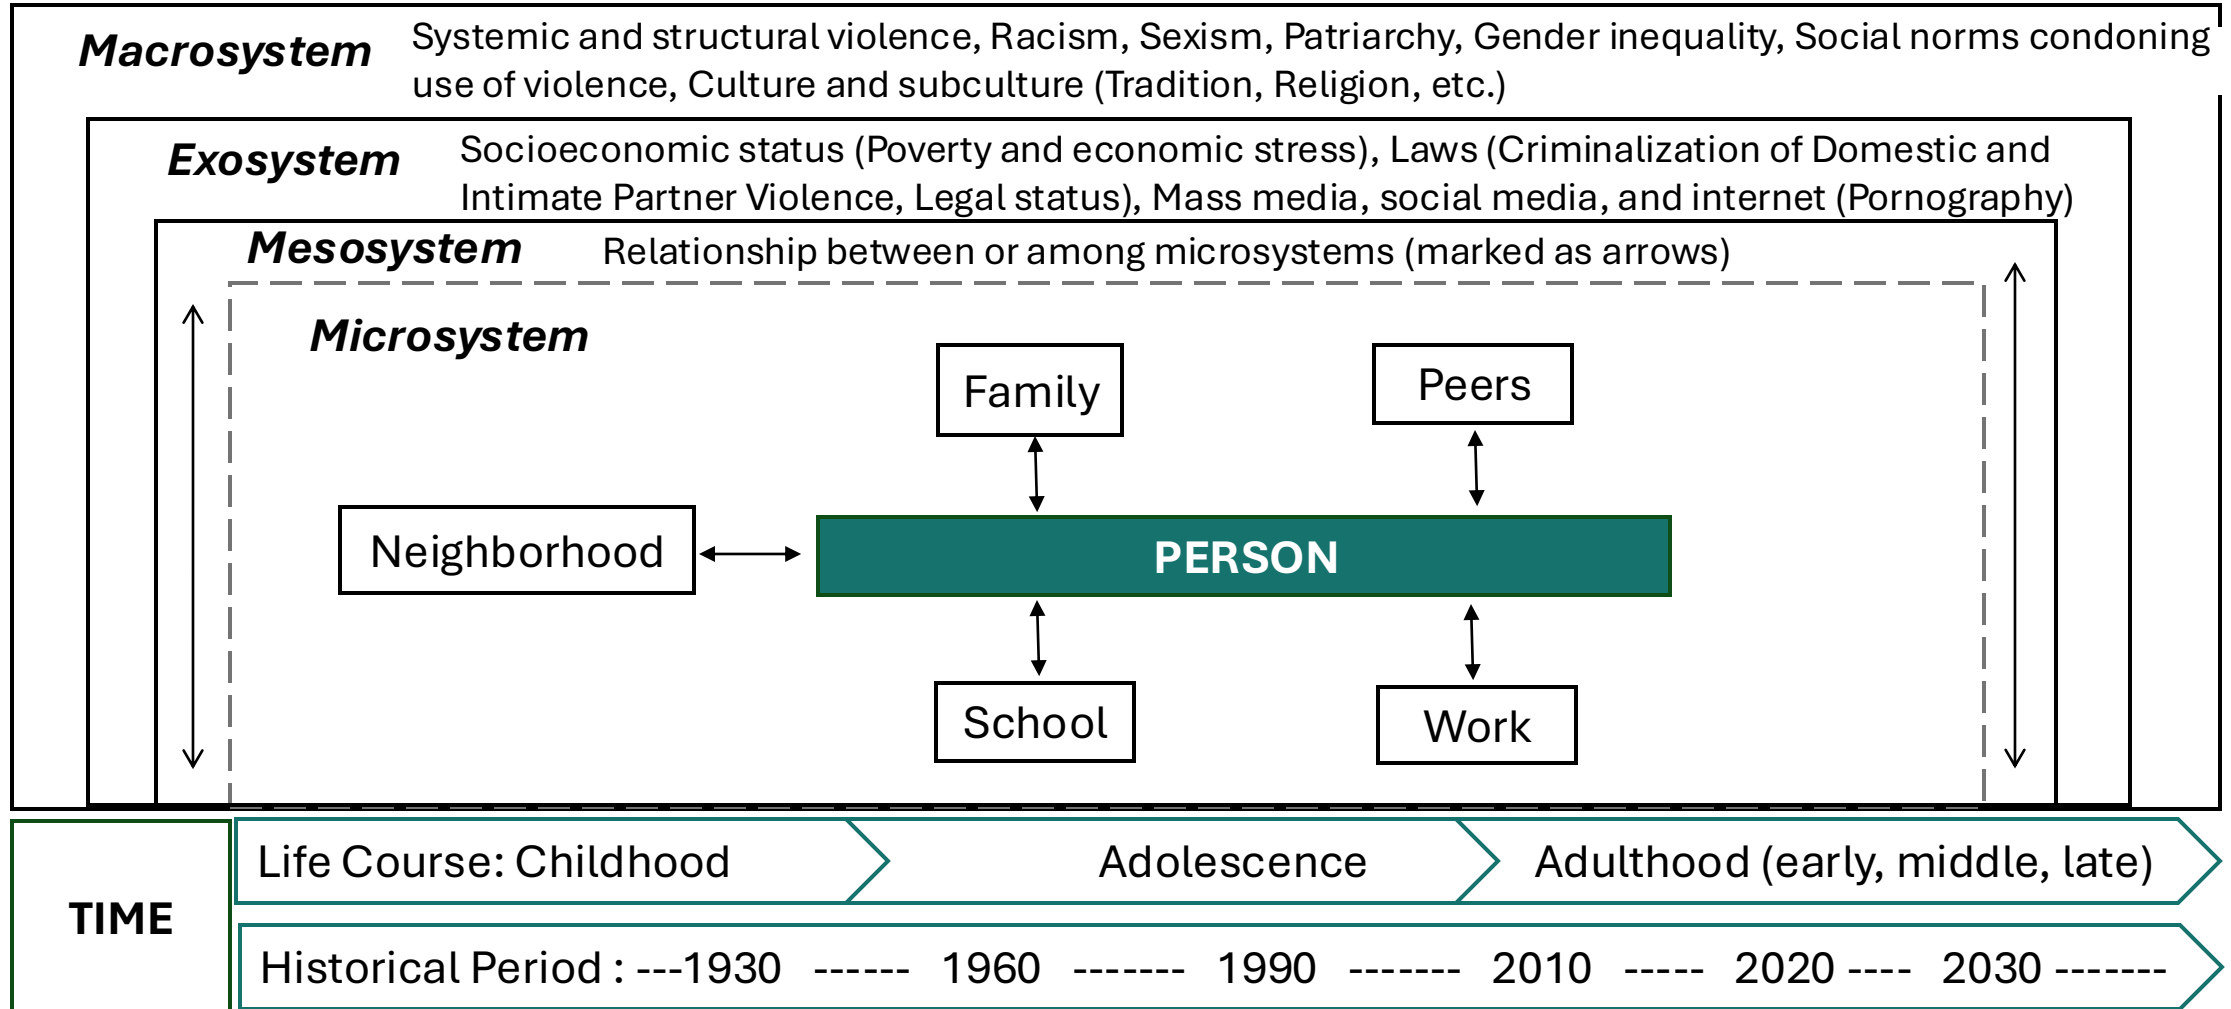 Macrosystem
Systemic and structural violence, Racism, Sexism, Patriarchy, Gender inequality, Social norms condoning
use of violence, Culture and subculture (Tradition, Religion, etc.)
Exosystem
Socioeconomic status (Poverty and economic stress), Laws (Criminalization of Domestic and
Intimate Partner Violence, Legal status), Mass media, social media, and internet (Pornography)
Mesosystem
Relationship between or among microsystems (marked as arrows)
Microsystem
Family
Peers
Neighborhood
PERSON
School
Work
TIME
Life Course: Childhood
Adolescence
Adulthood (early, middle, late)
Historical Period : ---1930 ------ 1960 ------- 1990 ------- 2010 ----- 2020 ---- 2030 -------